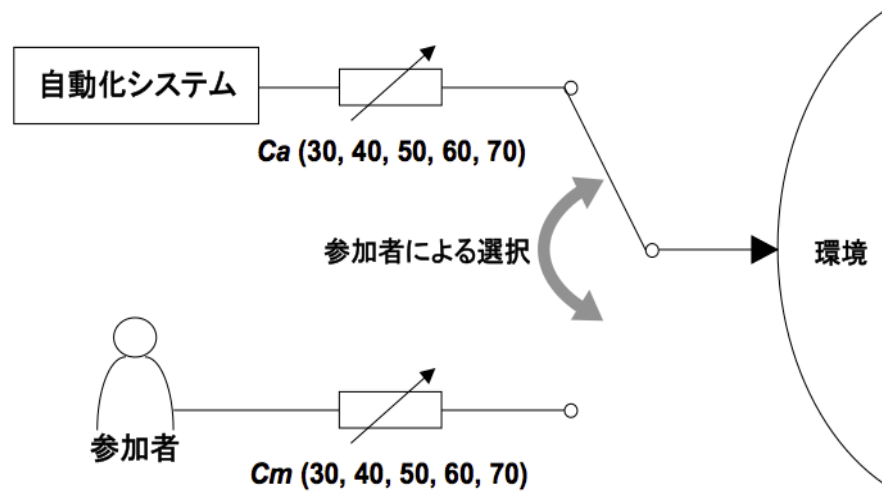 自動化システム
Ca (30, 40, 50, 60, 70)
参加者による選択
環境
参加者
Cm (30, 40, 50, 60, 70)